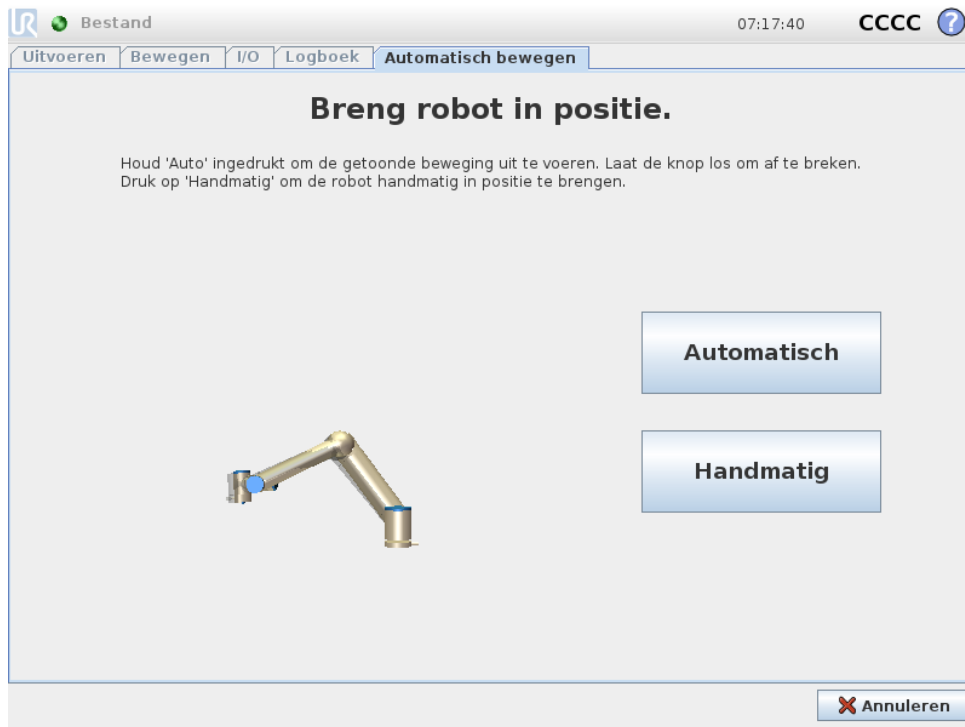 UR Bestand 07:17:40 CCCC ?
Uitvoeren Bewegen I/O Logboek Automatisch bewegen
Breng robot in positie.
Houd 'Auto' ingedrukt om de getoonde beweging uit te voeren. Laat de knop los om af te breken.
Druk op 'Handmatig' om de robot handmatig in positie te brengen.
Automatisch
Handmatig
Annuleren